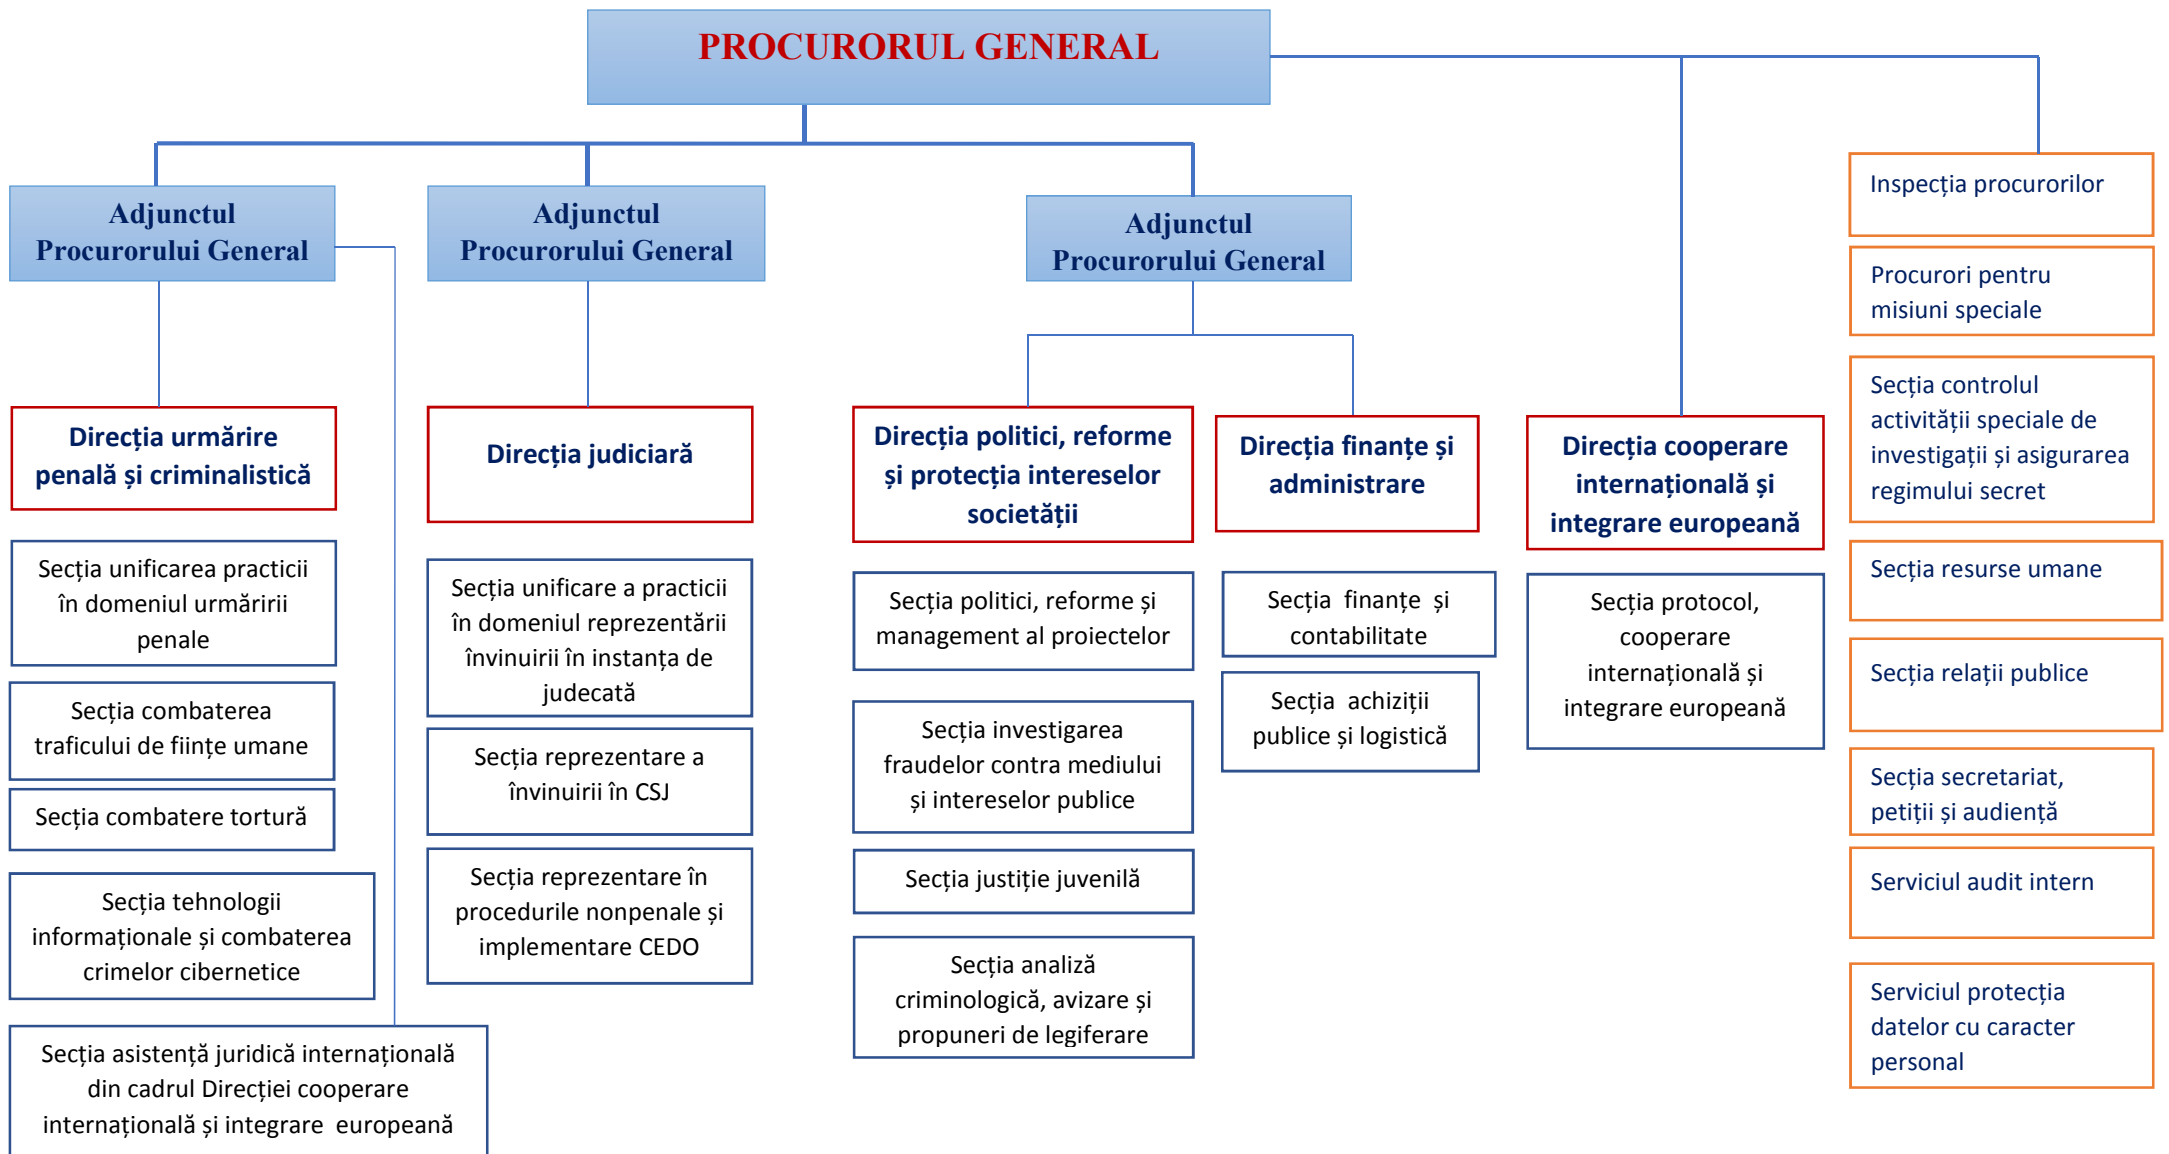 PROCURORUL GENERAL
Adjunctul
Procurorului General
Adjunctul
Procurorului General
Adjunctul
Procurorului General
Direcția urmărire
penală și criminalistică
Secția unificarea practicii
în domeniul urmăririi
penale
Secția combaterea
traficului de ființe umane
Secția combatere tortură
Secția tehnologii
informaționale și combaterea
crimelor cibernetice
Secția asistență juridică internațională
din cadrul Direcției cooperare
internațională și integrare europeană
Direcția judiciară
Secția unificare a practicii
în domeniul reprezentării
învinuirii în instanța de
judecată
Secția reprezentare a
învinuirii în CSJ
Secția reprezentare în
procedurile nonpenale și
implementare CEDO
Direcția politici, reforme
și protecția intereselor
societății
Secția politici, reforme și
management al proiectelor
Secția investigarea
fraudelor contra mediului
și intereselor publice
Secția justiție juvenilă
Secția analiză
criminologică, avizare și
propuneri de legiferare
Direcția finanțe și
administrare
Secția finanțe și
contabilitate
Secția achiziții
publice și logistică
Direcția cooperare
internațională și
integrare europeană
Secția protocol,
cooperare
internațională și
integrare europeană
Inspecția procurorilor
Procurori pentru
misiuni speciale
Secția controlul
activității speciale de
investigații și asigurarea
regimului secret
Secția resurse umane
Secția relații publice
Secția secretariat,
petiții și audiență
Serviciul audit intern
Serviciul protecția
datelor cu caracter
personal